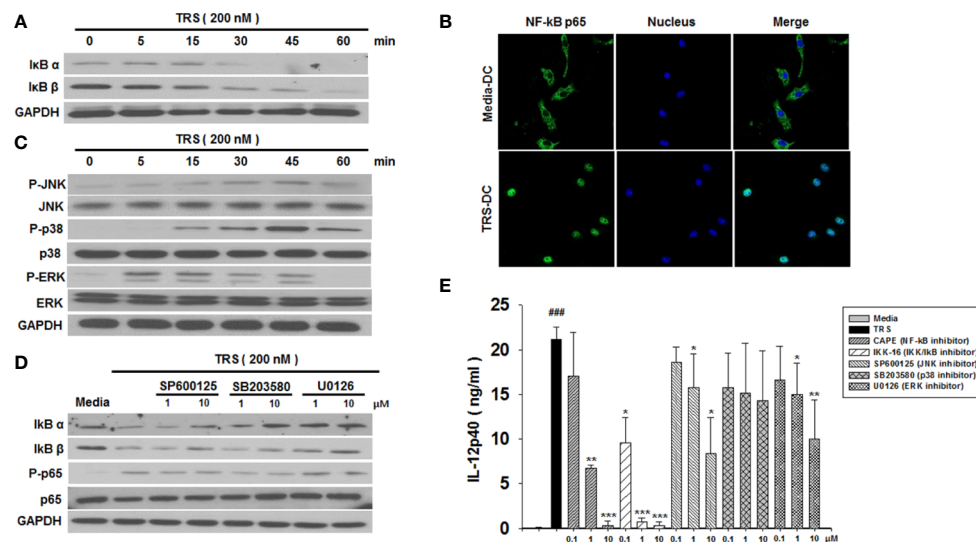 A
TRS ( 200 nM )
0 5 15 30 45 60 min
IκB α
IκB β
GAPDH
B
NF-kB p65 Nucleus Merge
Media-DC
TRS-DC
C
TRS ( 200 nM )
0 5 15 30 45 60 min
P-JNK
JNK
P-p38
p38
P-ERK
ERK
GAPDH
D
TRS (200 nM)
SP600125 SB203580 U0126
Media 1 10 1 10 1 10 μM
IkB α
IkB β
P-p65
p65
GAPDH
E
IL-12p40 ( ng/ml )
25
20
15
10
5
0
###
** *** * *** *** * * * **
0.1 1 10 0.1 1 10 0.1 1 10 0.1 1 10 0.1 1 10 μM
Media
TRS
CAPE (NF-kB inhibitor)
IKK-16 (IKK/IkB inhibitor)
SP600125 (JNK inhibitor)
SB203580 (p38 inhibitor)
U0126 (ERK inhibitor)